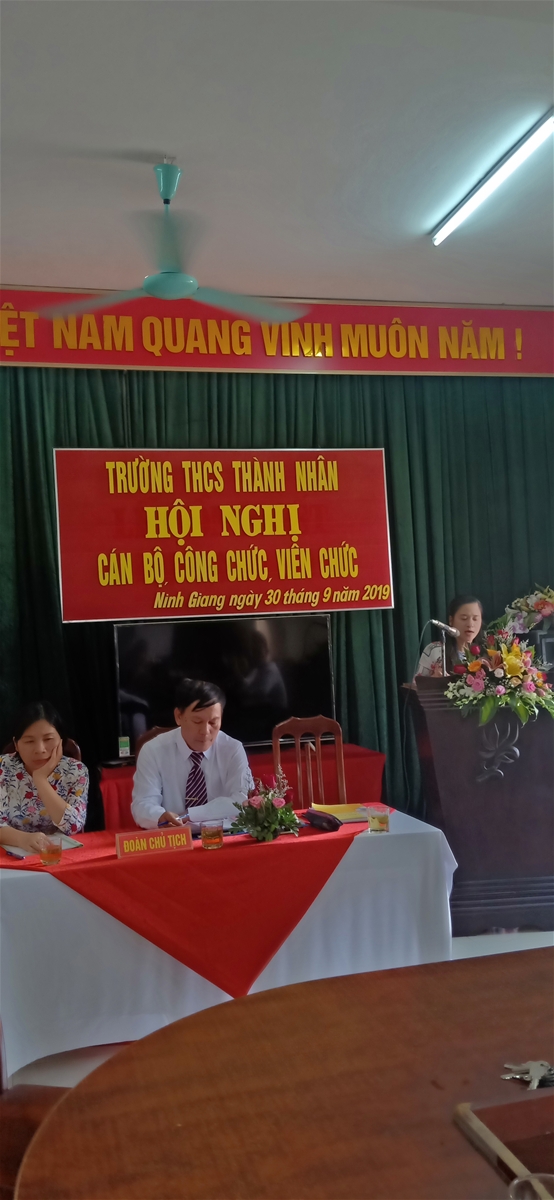 ỆT NAM QUANG VINH MUÔN NĂM !
TRƯỜNG THCS THÀNH NHÂN
HỘI NGHỊ
CÁN BỘ, CÔNG CHỨC, VIÊN CHỨC
Ninh Giang ngày 30 tháng 9 năm 2019
ĐOÀN CHỦ TỊCH